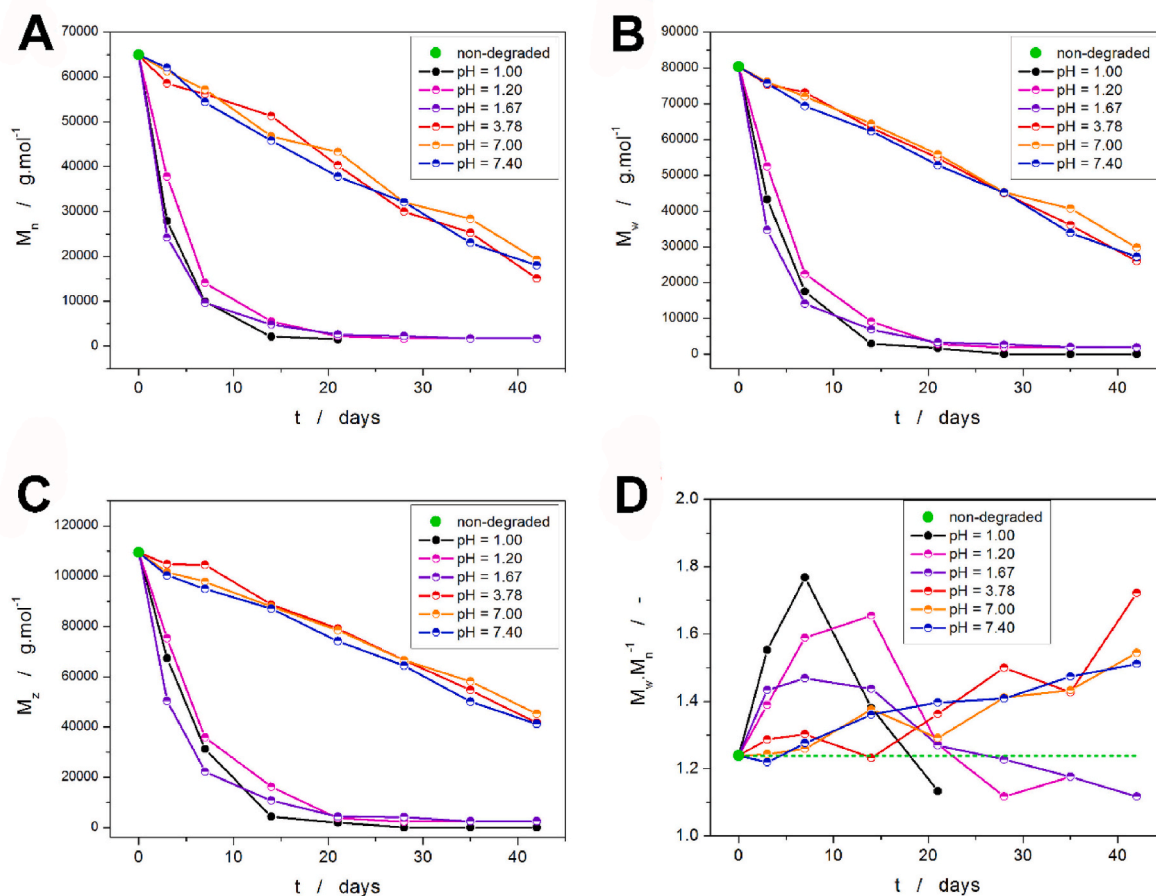 A
70000
60000
50000
40000
30000
20000
10000
0
Mn / g.mol⁻¹
0 10 20 30 40
t / days
non-degraded
pH = 1.00
pH = 1.20
pH = 1.67
pH = 3.78
pH = 7.00
pH = 7.40
B
90000
80000
70000
60000
50000
40000
30000
20000
10000
0
Mw / g.mol⁻¹
0 10 20 30 40
t / days
non-degraded
pH = 1.00
pH = 1.20
pH = 1.67
pH = 3.78
pH = 7.00
pH = 7.40
C
120000
100000
80000
60000
40000
20000
0
Mz / g.mol⁻¹
0 10 20 30 40
t / days
non-degraded
pH = 1.00
pH = 1.20
pH = 1.67
pH = 3.78
pH = 7.00
pH = 7.40
D
2.0
1.8
1.6
1.4
1.2
1.0
Mw.Mn⁻¹ / -
0 10 20 30 40
t / days
non-degraded
pH = 1.00
pH = 1.20
pH = 1.67
pH = 3.78
pH = 7.00
pH = 7.40